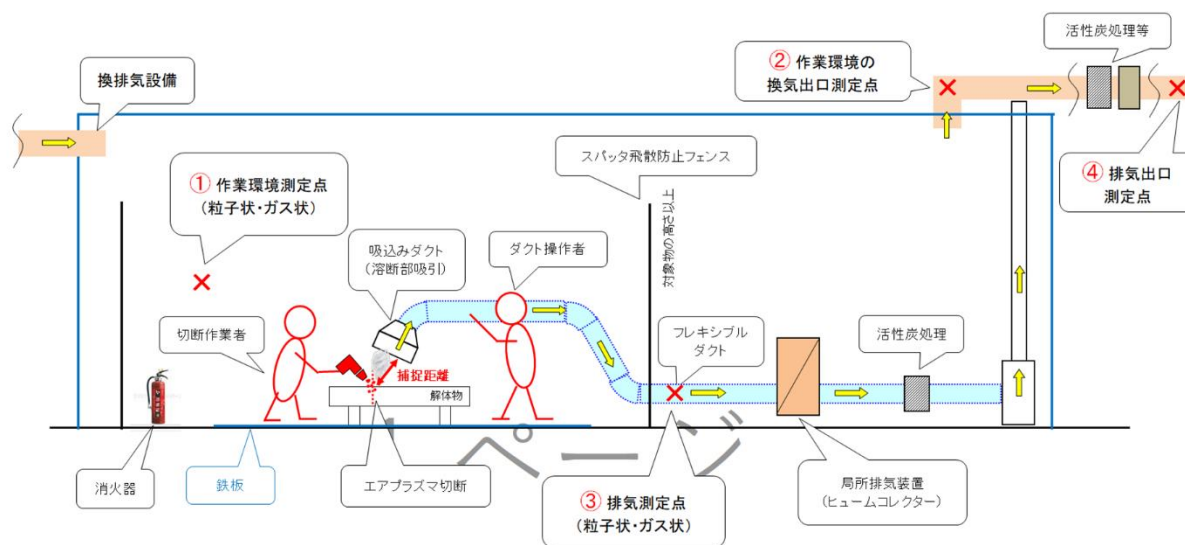 活性炭処理等
換排気設備
② 作業環境の
換気出口測定点
スパッタ飛散防止フェンス
① 作業環境測定点
(粒子状・ガス状)
④ 排気出口
測定点
対象物の高さ以上
吸込みダクト
(溶断部吸引)
ダクト操作者
切断作業者
フレキシブル
ダクト
活性炭処理
捕捉距離
解体物
ページ
消火器
鉄板
エアプラズマ切断
③ 排気測定点
(粒子状・ガス状)
局所排気装置
(ヒュームコレクター)